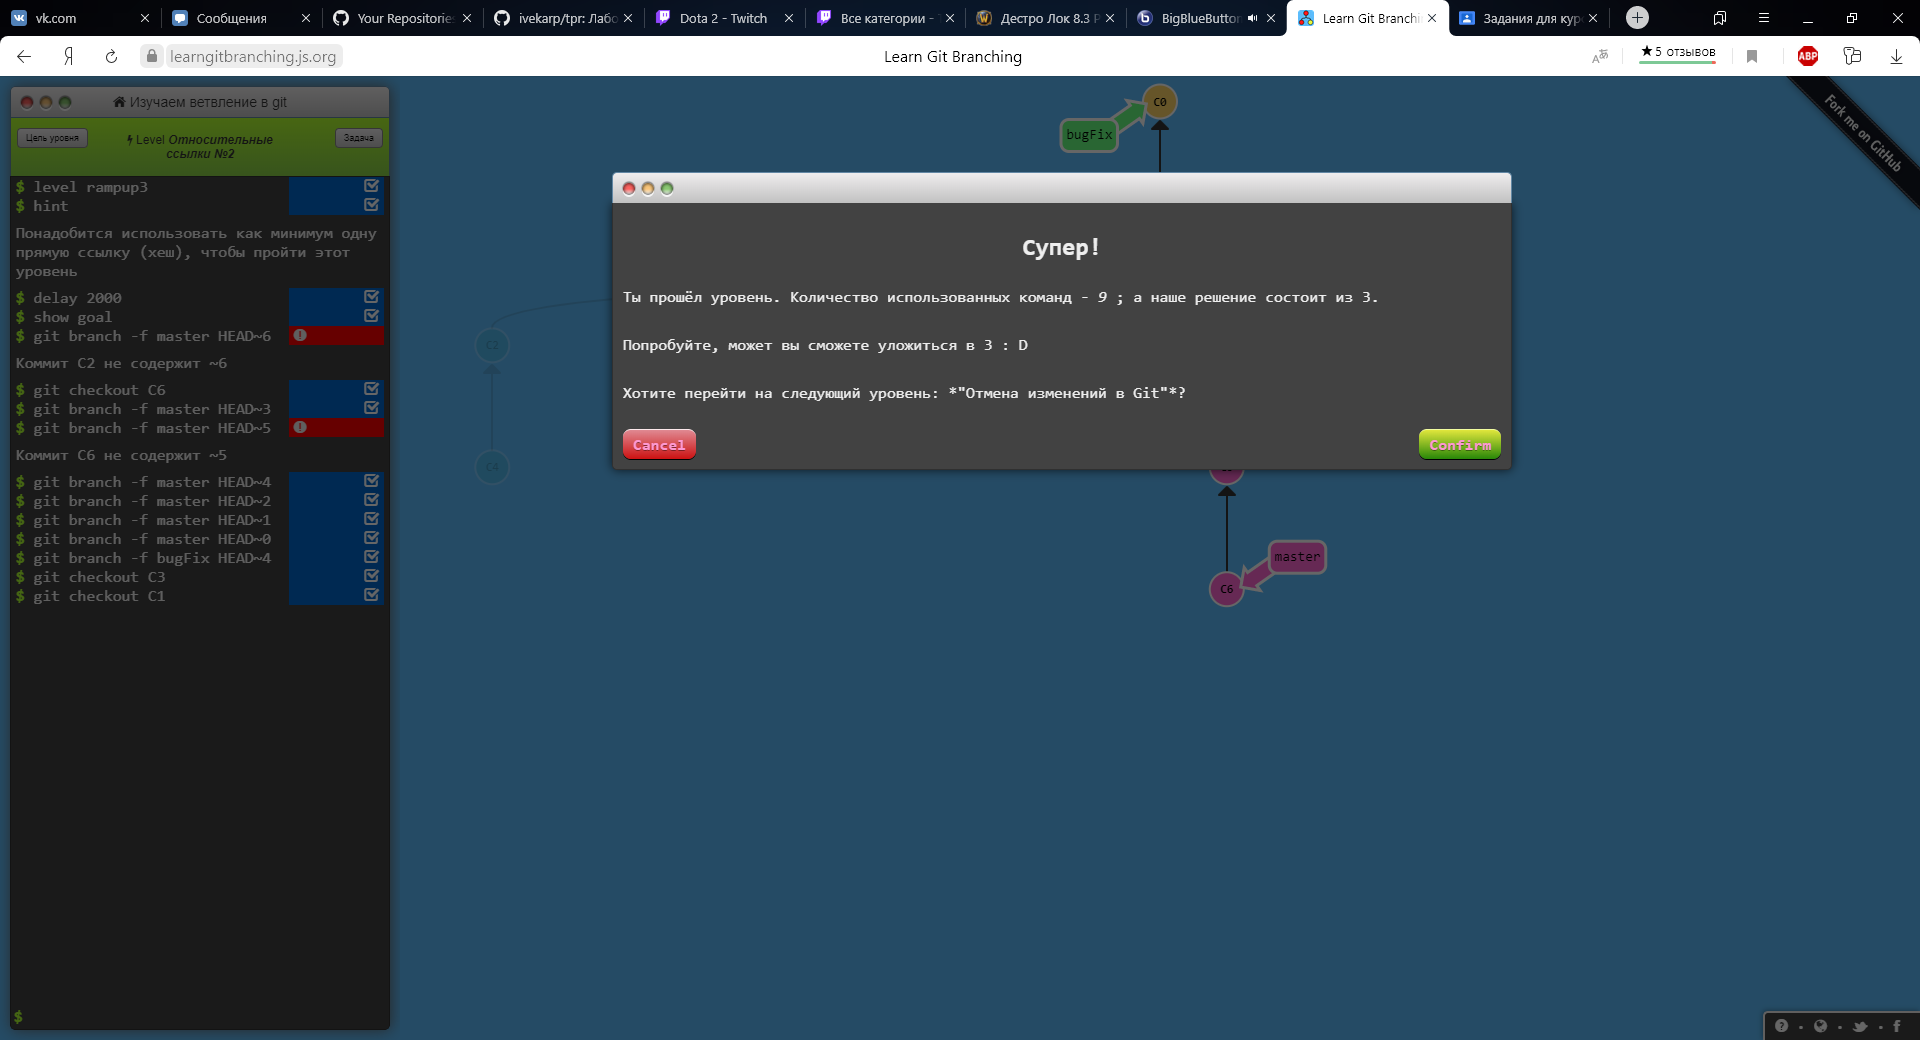 vk.com
Сообщения
Your Repositorie
ivekarp/tpr: Лабо
Dota 2 - Twitch
Все категории -
Дестро Лок 8.3 P
BigBlueButton
Learn Git Branchi
Задания для кур
learngitbranching.js.org
Learn Git Branching
★5 отзывов
ABP
Изучаем ветвление в git
Цель уровня
Level Относительные
ссылки №2
Задача
$ level rampup3
$ hint
Понадобится использовать как минимум одну
прямую ссылку (хеш), чтобы пройти этот
уровень
$ delay 2000
$ show goal
$ git branch -f master HEAD~6
Коммит C2 не содержит ~6
$ git checkout C6
$ git branch -f master HEAD~3
$ git branch -f master HEAD~5
Коммит C6 не содержит ~5
$ git branch -f master HEAD~4
$ git branch -f master HEAD~2
$ git branch -f master HEAD~1
$ git branch -f master HEAD~0
$ git branch -f bugFix HEAD~4
$ git checkout C3
$ git checkout C1
$
C0
bugFix
Fork me on GitHub
Супер!
Ты прошёл уровень. Количество использованных команд - 9 ; а наше решение состоит из 3.
Попробуйте, может вы сможете уложиться в 3 : D
Хотите перейти на следующий уровень: *"Отмена изменений в Git"*?
Cancel
Confirm
C2
C4
master
C6